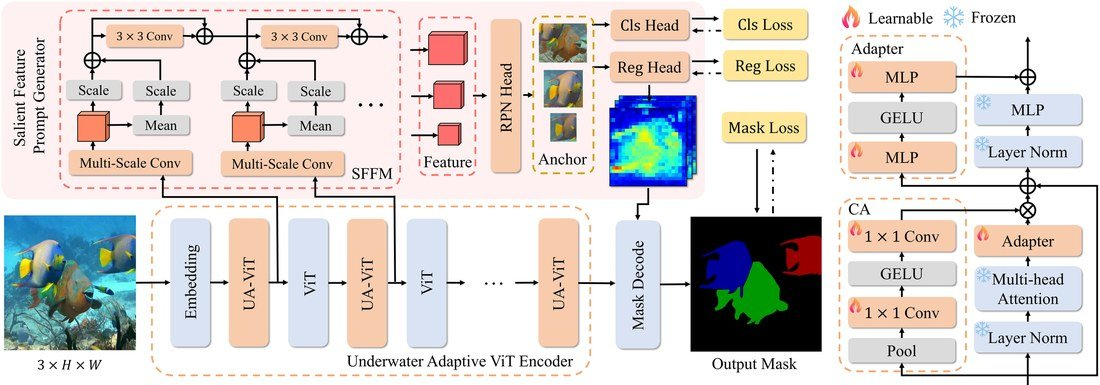 Salient Feature
Prompt Generator
3 × 3 Conv
3 × 3 Conv
Scale
Scale
Scale
Scale
Mean
Mean
Multi-Scale Conv
Multi-Scale Conv
SFFM
Feature
RPN Head
Anchor
Cls Head
Reg Head
Cls Loss
Reg Loss
Mask Loss
3 × H × W
Embedding
UA-ViT
ViT
UA-ViT
ViT
UA-ViT
Underwater Adaptive ViT Encoder
Mask Decode
Output Mask
Learnable
Frozen
Adapter
MLP
GELU
MLP
MLP
Layer Norm
CA
1 × 1 Conv
GELU
1 × 1 Conv
Pool
Adapter
Multi-head
Attention
Layer Norm